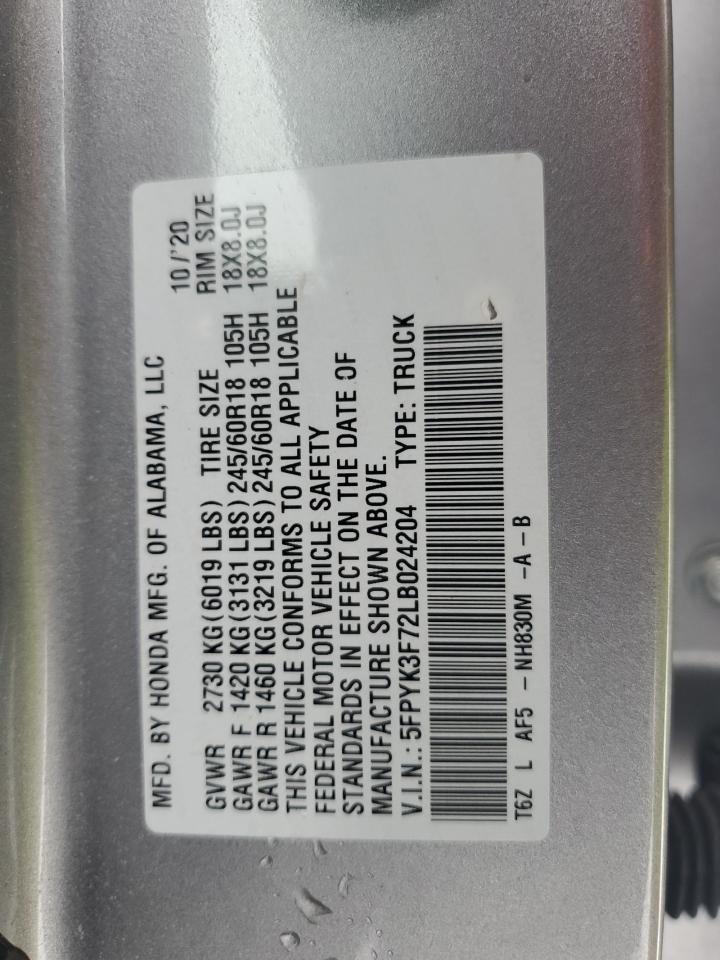 MFD. BY HONDA MFG. OF ALABAMA, LLC 10/'20
GVWR 2730 KG(6019 LBS) TIRE SIZE RIM SIZE
GAWR F 1420 KG(3131 LBS) 245/60R18 105H 18X8.0J
GAWR R 1460 KG(3219 LBS) 245/60R18 105H 18X8.0J
THIS VEHICLE CONFORMS TO ALL APPLICABLE
FEDERAL MOTOR VEHICLE SAFETY
STANDARDS IN EFFECT ON THE DATE OF
MANUFACTURE SHOWN ABOVE.
V.I.N.: 5FPYK3F72LB024204 TYPE: TRUCK
T6Z L AF5 - NH830M -A - B